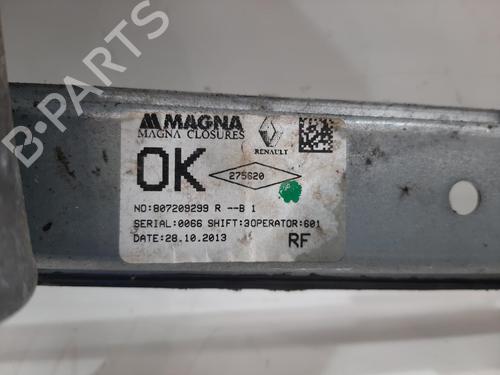 MAGNA
MAGNA CLOSURES
RENAULT
OK
275620
NO:807209299 R --B 1
SERIAL:0066 SHIFT:3OPERATOR:601
DATE:28.10.2013
RF
B-PARTS